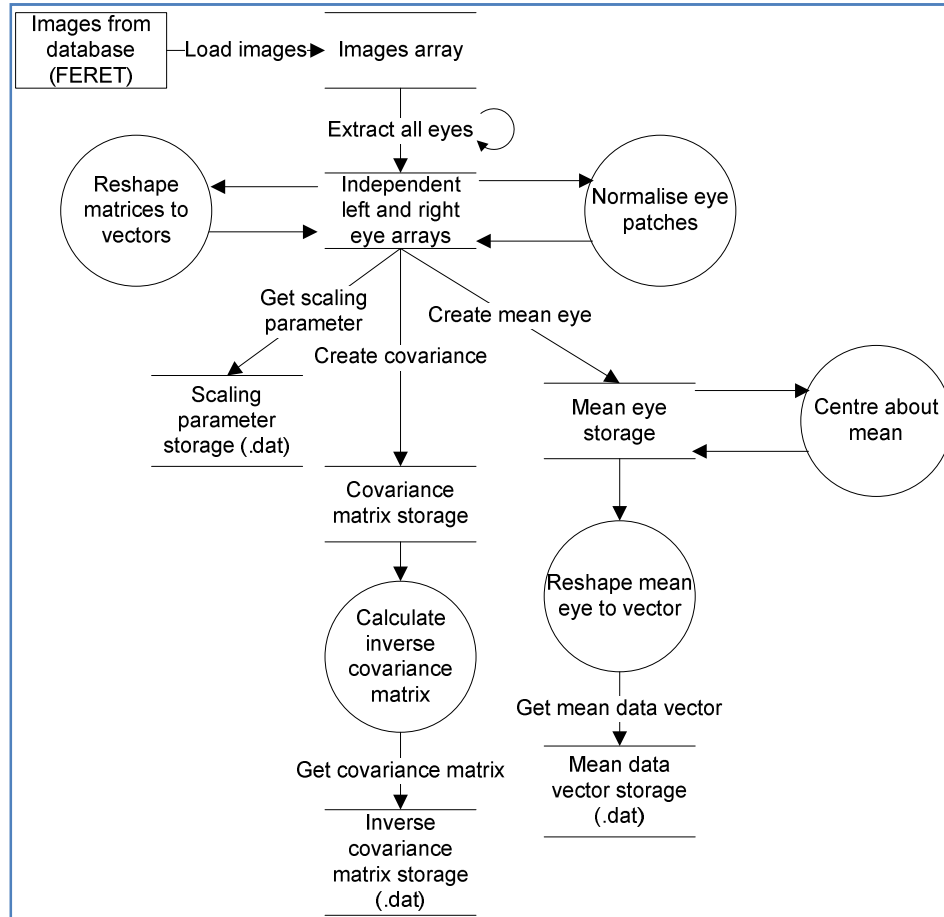 Images from
database
(FERET)
Load images
Images array
Extract all eyes
Reshape
matrices to
vectors
Independent
left and right
eye arrays
Normalise eye
patches
Get scaling
parameter
Create covariance
Create mean eye
Scaling
parameter
storage (.dat)
Mean eye
storage
Centre about
mean
Covariance
matrix storage
Reshape mean
eye to vector
Calculate
inverse
covariance
matrix
Get mean data vector
Get covariance matrix
Mean data
vector storage
(.dat)
Inverse
covariance
matrix storage
(.dat)